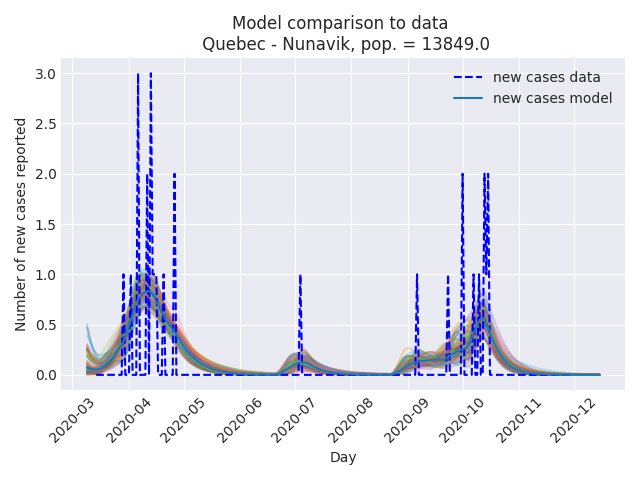 Model comparison to data
Quebec - Nunavik, pop. = 13849.0
new cases data
new cases model
Number of new cases reported
3.0
2.5
2.0
1.5
1.0
0.5
0.0
2020-03
2020-04
2020-05
2020-06
2020-07
2020-08
2020-09
2020-10
2020-11
2020-12
Day